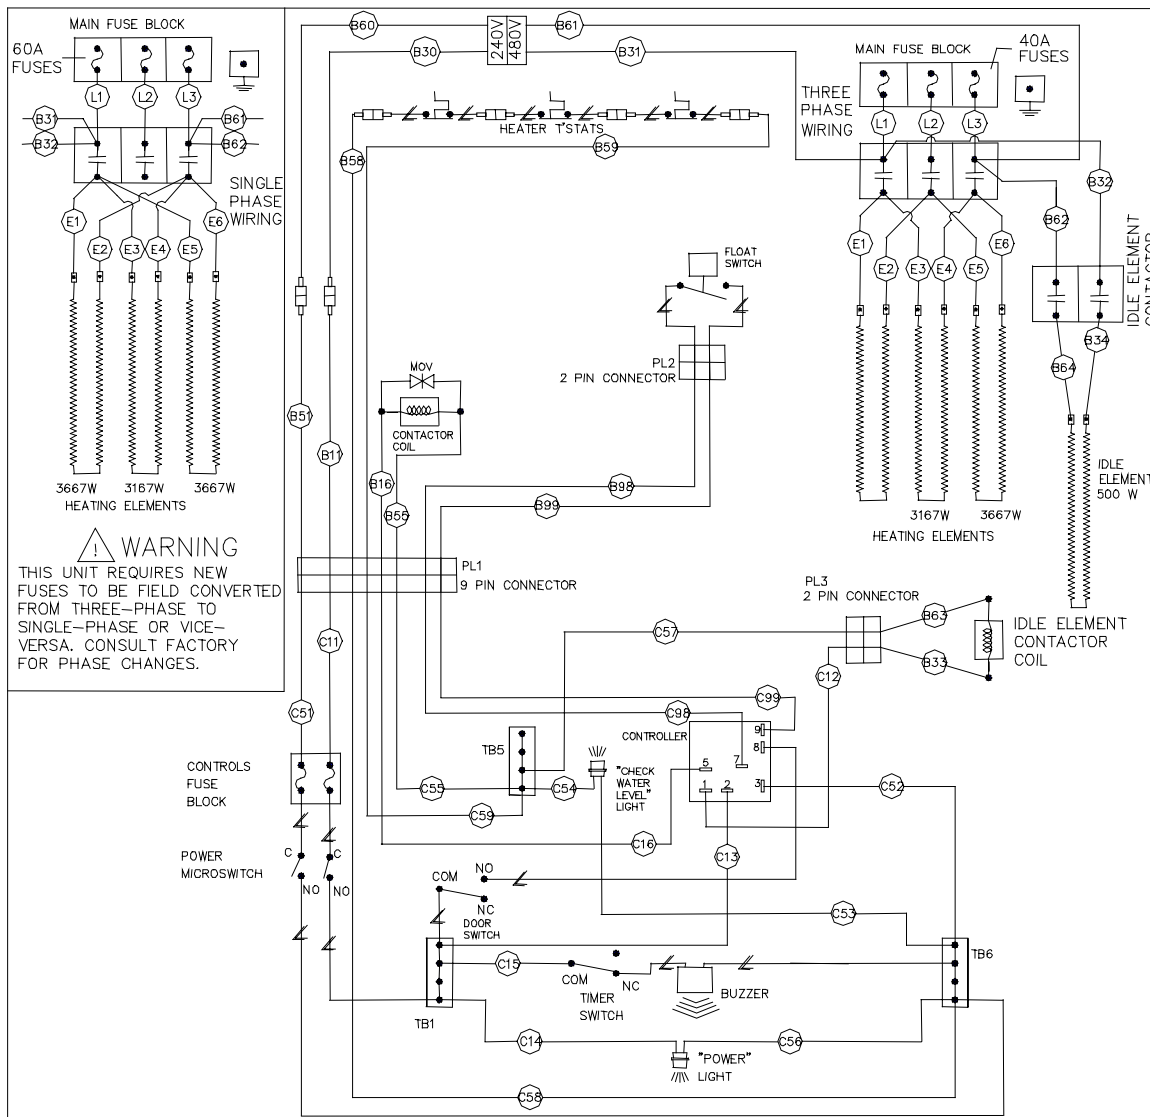 MAIN FUSE BLOCK
60A
FUSES
L1
L2
L3
B31
B32
B61
B62
SINGLE
PHASE
WIRING
E1
E2
E3
E4
E5
E6
3667W
3167W
3667W
HEATING ELEMENTS
! WARNING
THIS UNIT REQUIRES NEW
FUSES TO BE FIELD CONVERTED
FROM THREE-PHASE TO
SINGLE-PHASE OR VICE-
VERSA. CONSULT FACTORY
FOR PHASE CHANGES.
B60
B61
B30
B31
240V
480V
HEATER T'STATS
B58
B59
MAIN FUSE BLOCK
40A
FUSES
THREE
PHASE
WIRING
L1
L2
L3
B32
B62
E1
E2
E3
E4
E5
E6
3167W
3667W
HEATING ELEMENTS
IDLE ELEMENT
CONTACTOR
B64
B34
IDLE
ELEMENT
500 W
FLOAT
SWITCH
PL2
2 PIN CONNECTOR
MOV
CONTACTOR
COIL
B51
B11
B16
B55
B98
B99
PL1
9 PIN CONNECTOR
PL3
2 PIN CONNECTOR
B63
B33
IDLE ELEMENT
CONTACTOR
COIL
C57
C12
C11
C51
C99
C98
CONTROLLER
9
8
5
7
1
2
3
TB5
"CHECK
WATER
LEVEL"
LIGHT
C55
C54
C59
C52
C16
C13
CONTROLS
FUSE
BLOCK
POWER
MICROSWITCH
C
C
NO
NO
COM
NO
NC
DOOR
SWITCH
C53
TB1
TB6
C15
COM
NC
TIMER
SWITCH
BUZZER
C14
C56
"POWER"
LIGHT
C58